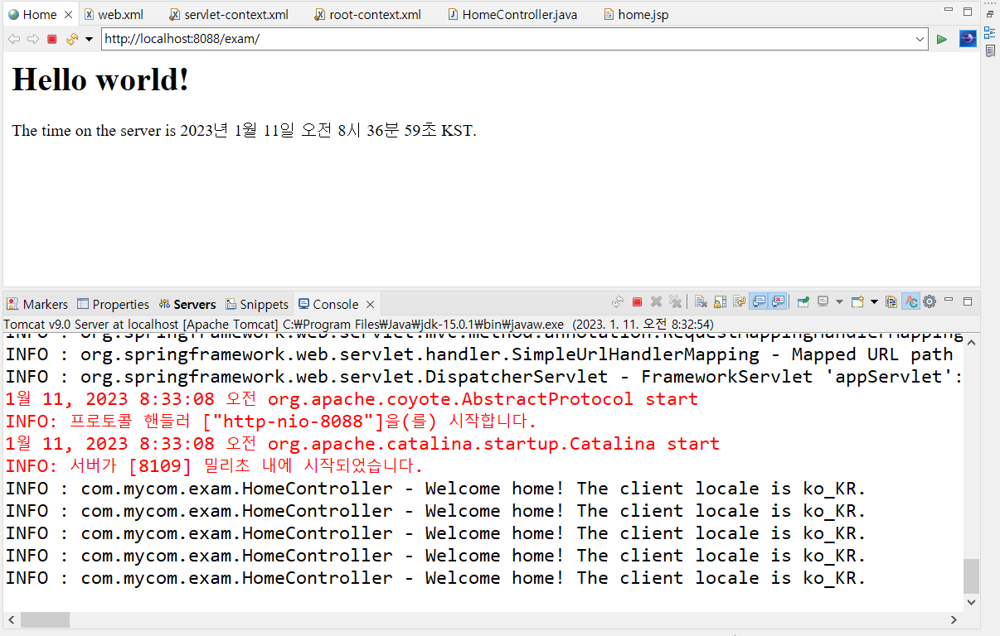 Home web.xml servlet-context.xml root-context.xml HomeController.java home.jsp
http://localhost:8088/exam/
Hello world!
The time on the server is 2023년 1월 11일 오전 8시 36분 59초 KST.
Markers Properties Servers Snippets Console
Tomcat v9.0 Server at localhost [Apache Tomcat] C:₩Program Files₩Java₩jdk-15.0.1₩bin₩javaw.exe (2023. 1. 11. 오전 8:32:54)
INFO : org.springframework.web.servlet.mvc.method.annotation.RequestMappingHandlerMapping
INFO : org.springframework.web.servlet.handler.SimpleUrlHandlerMapping - Mapped URL path
INFO : org.springframework.web.servlet.DispatcherServlet - FrameworkServlet 'appServlet':
1월 11, 2023 8:33:08 오전 org.apache.coyote.AbstractProtocol start
INFO: 프로토콜 핸들러 ["http-nio-8088"]을(를) 시작합니다.
1월 11, 2023 8:33:08 오전 org.apache.catalina.startup.Catalina start
INFO: 서버가 [8109] 밀리초 내에 시작되었습니다.
INFO : com.mycom.exam.HomeController - Welcome home! The client locale is ko_KR.
INFO : com.mycom.exam.HomeController - Welcome home! The client locale is ko_KR.
INFO : com.mycom.exam.HomeController - Welcome home! The client locale is ko_KR.
INFO : com.mycom.exam.HomeController - Welcome home! The client locale is ko_KR.
INFO : com.mycom.exam.HomeController - Welcome home! The client locale is ko_KR.